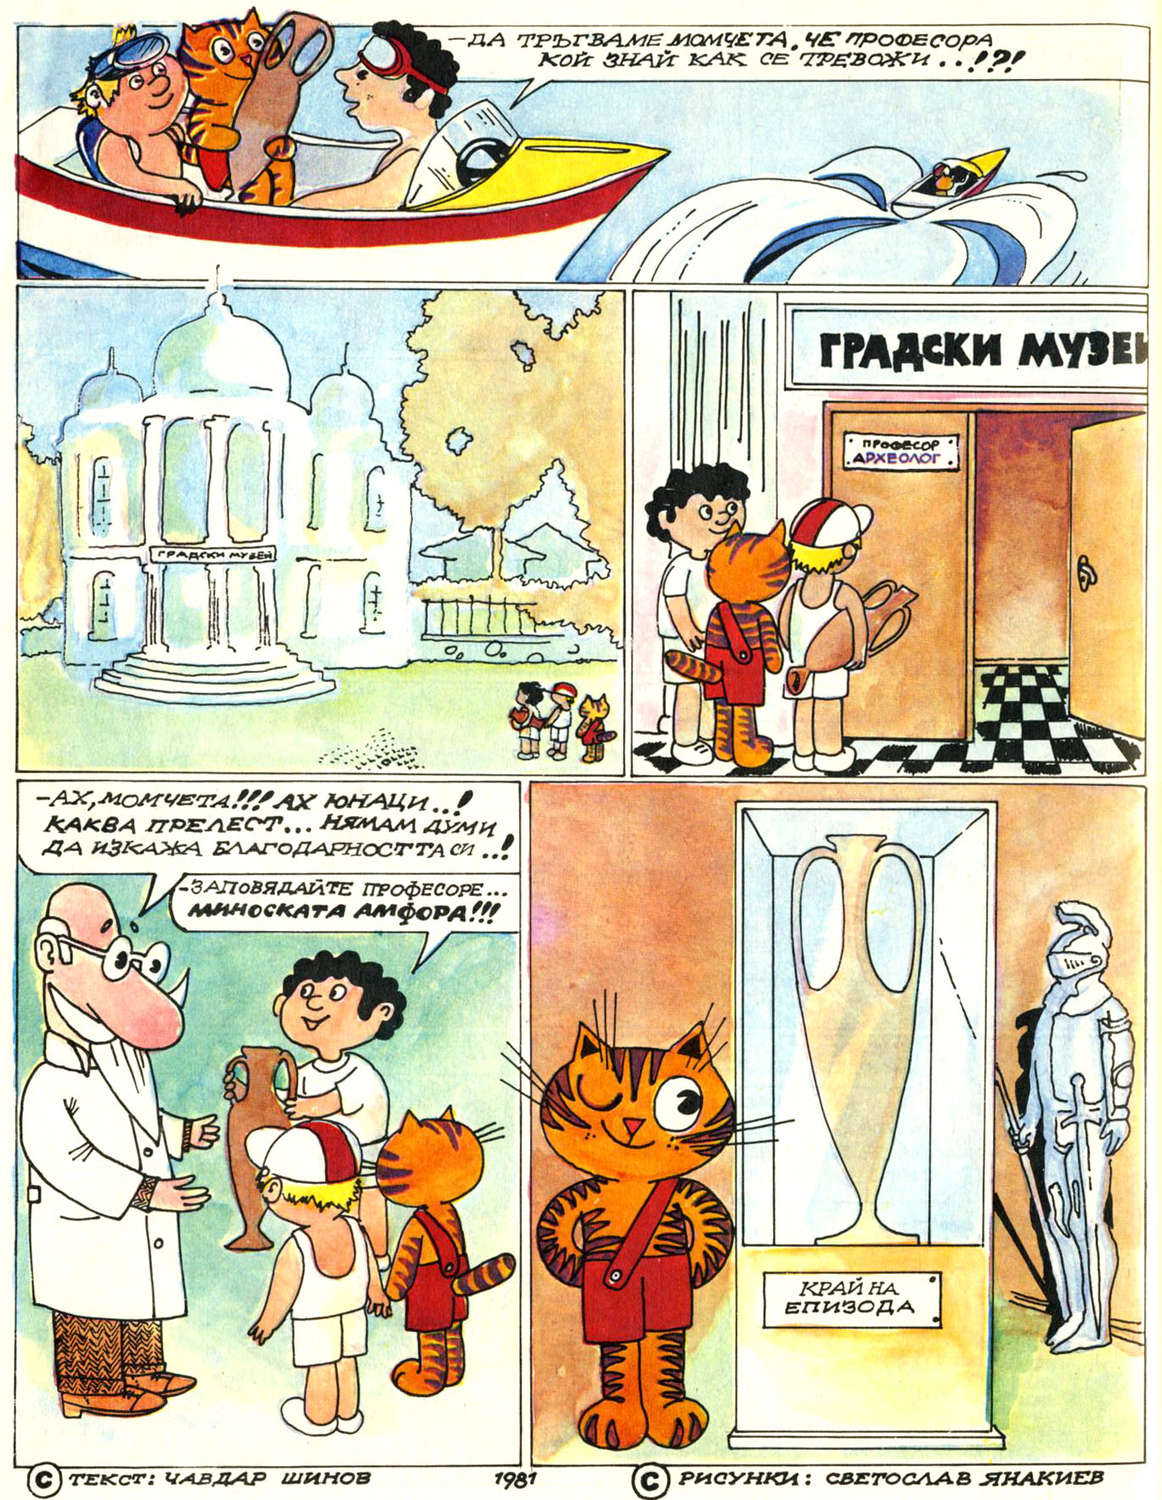 –ДА ТРЪГВАМЕ МОМЧЕТА, ЧЕ ПРОФЕСОРА
КОЙ ЗНАЙ КАК СЕ ТРЕВОЖИ..!?!
ГРАДСКИ МУЗЕЙ
ГРАДСКИ МУЗЕЙ
ПРОФЕСОР
АРХЕОЛОГ
–АХ, МОМЧЕТА!!! АХ ЮНАЦИ..!
КАКВА ПРЕЛЕСТ... НЯМАМ ДУМИ
ДА ИЗКАЖА БЛАГОДАРНОСТТА СИ ..!
–ЗАПОВЯДАЙТЕ ПРОФЕСОРЕ...
МИНОСКАТА АМФОРА!!!
КРАЙ НА
ЕПИЗОДА
© ТЕКСТ: ЧАВДАР ШИНОВ 1981 © РИСУНКИ: СВЕТОСЛАВ ЯНАКИЕВ